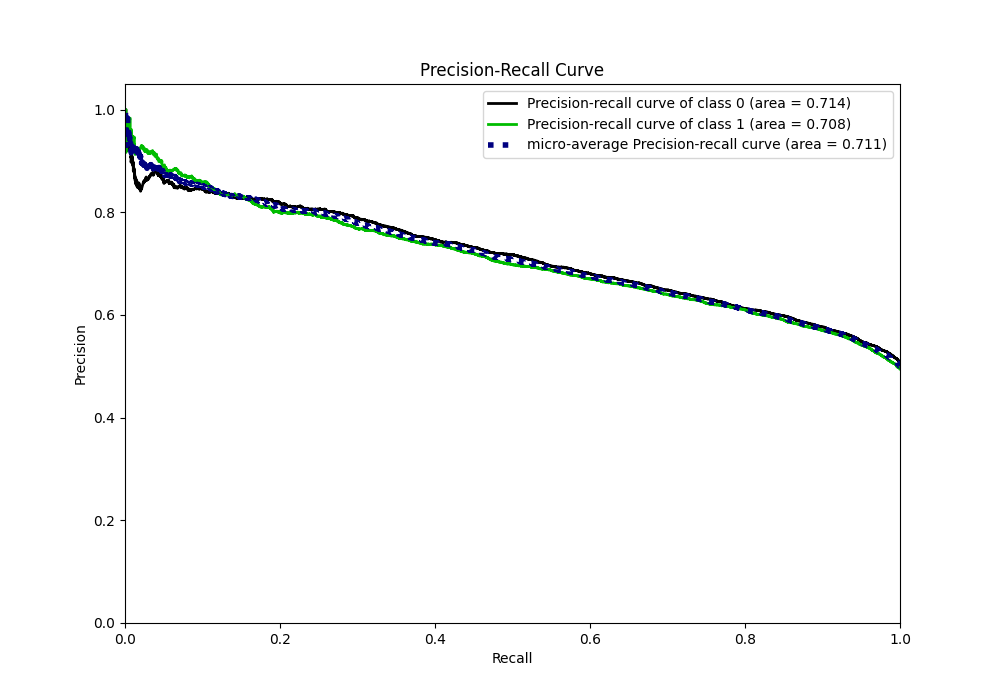 Precision-Recall Curve
Precision-recall curve of class 0 (area = 0.714)
Precision-recall curve of class 1 (area = 0.708)
micro-average Precision-recall curve (area = 0.711)
Precision
1.0
0.8
0.6
0.4
0.2
0.0
0.0 0.2 0.4 0.6 0.8 1.0
Recall